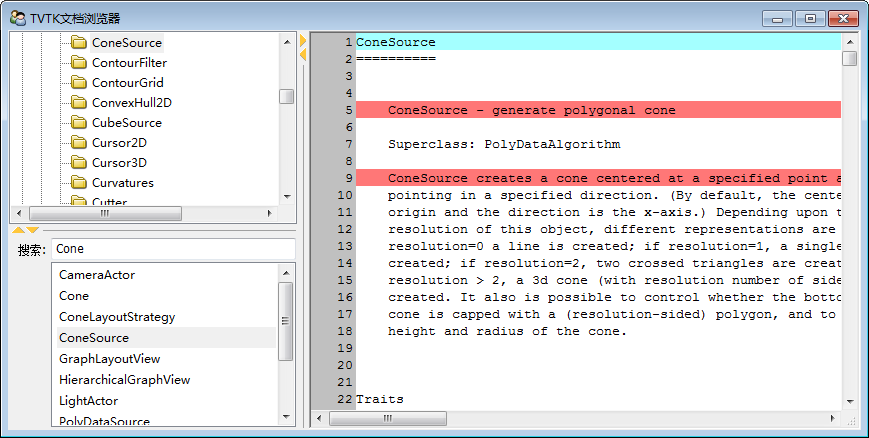 TVTK文档浏览器
ConeSource
ContourFilter
ContourGrid
ConvexHull2D
CubeSource
Cursor2D
Cursor3D
Curvatures
Cutter
搜索: Cone
CameraActor
Cone
ConeLayoutStrategy
ConeSource
GraphLayoutView
HierarchicalGraphView
LightActor
PolyDataSource
1 ConeSource
2 ==========
3
4
5 ConeSource - generate polygonal cone
6
7 Superclass: PolyDataAlgorithm
8
9 ConeSource creates a cone centered at a specified point a
10 pointing in a specified direction. (By default, the cente
11 origin and the direction is the x-axis.) Depending upon t
12 resolution of this object, different representations are
13 resolution=0 a line is created; if resolution=1, a single
14 created; if resolution=2, two crossed triangles are creat
15 resolution > 2, a 3d cone (with resolution number of side
16 created. It also is possible to control whether the botto
17 cone is capped with a (resolution-sided) polygon, and to
18 height and radius of the cone.
19
20
21
22 Traits